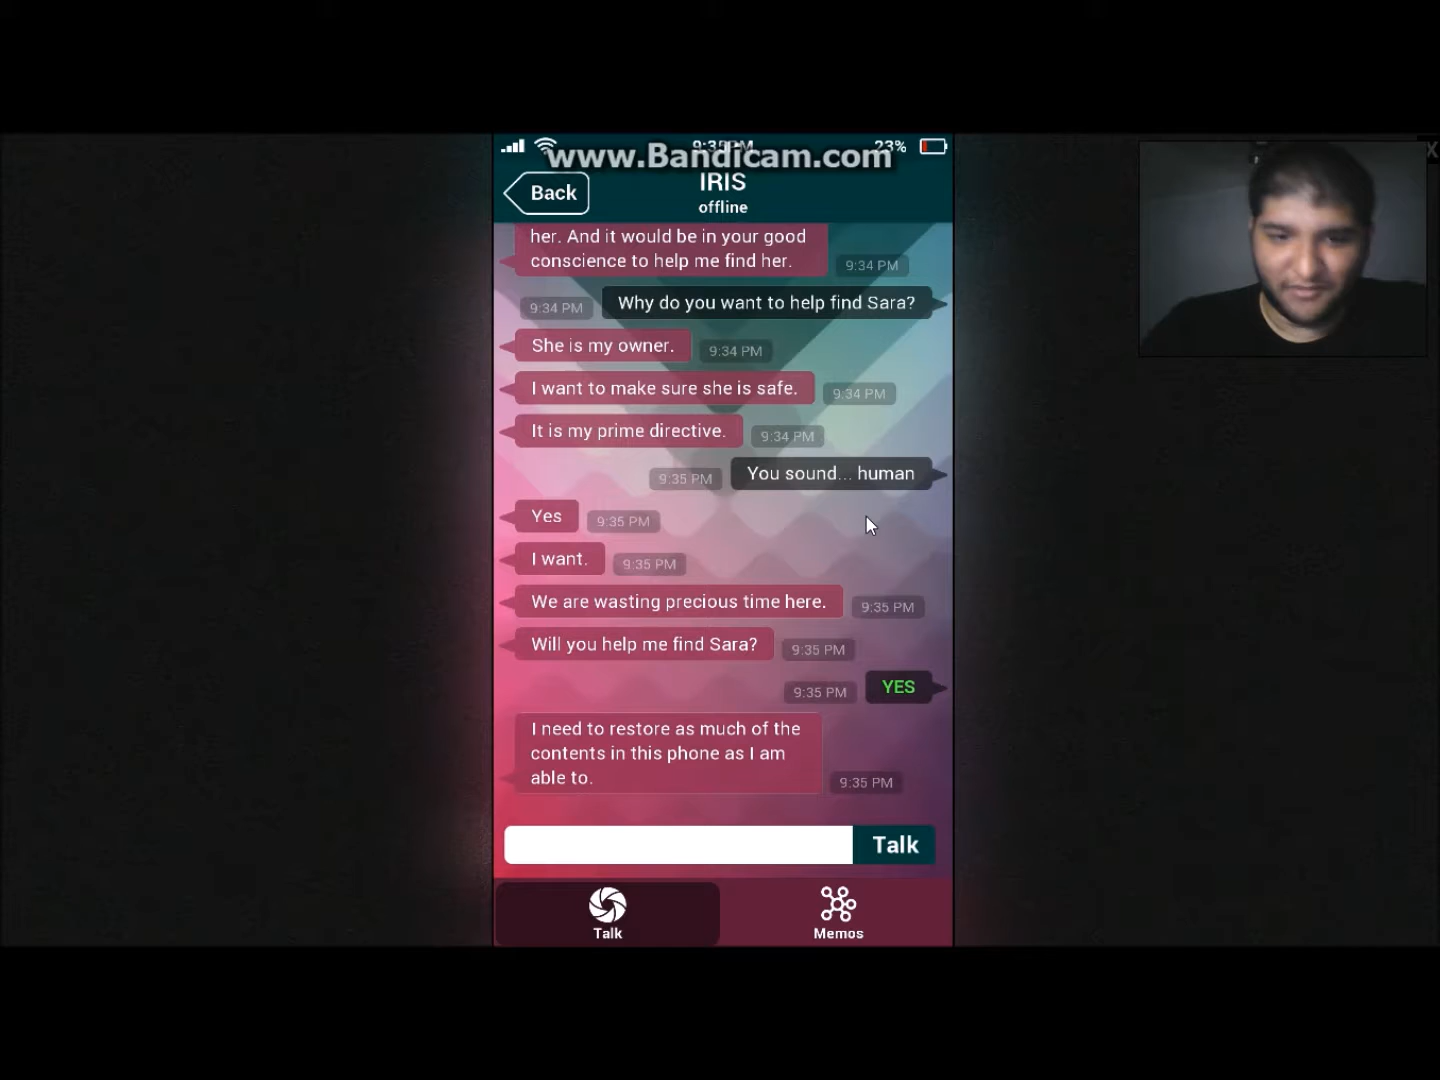 www.Bandicam.com
9:35PM
23%
Back
IRIS
offline
her. And it would be in your good
conscience to help me find her.
9:34 PM
9:34 PM
Why do you want to help find Sara?
She is my owner.
9:34 PM
I want to make sure she is safe.
9:34 PM
It is my prime directive.
9:34 PM
9:35 PM
You sound... human
Yes
9:35 PM
I want.
9:35 PM
We are wasting precious time here.
9:35 PM
Will you help me find Sara?
9:35 PM
9:35 PM
YES
I need to restore as much of the
contents in this phone as I am
able to.
9:35 PM
Talk
Talk
Memos
X